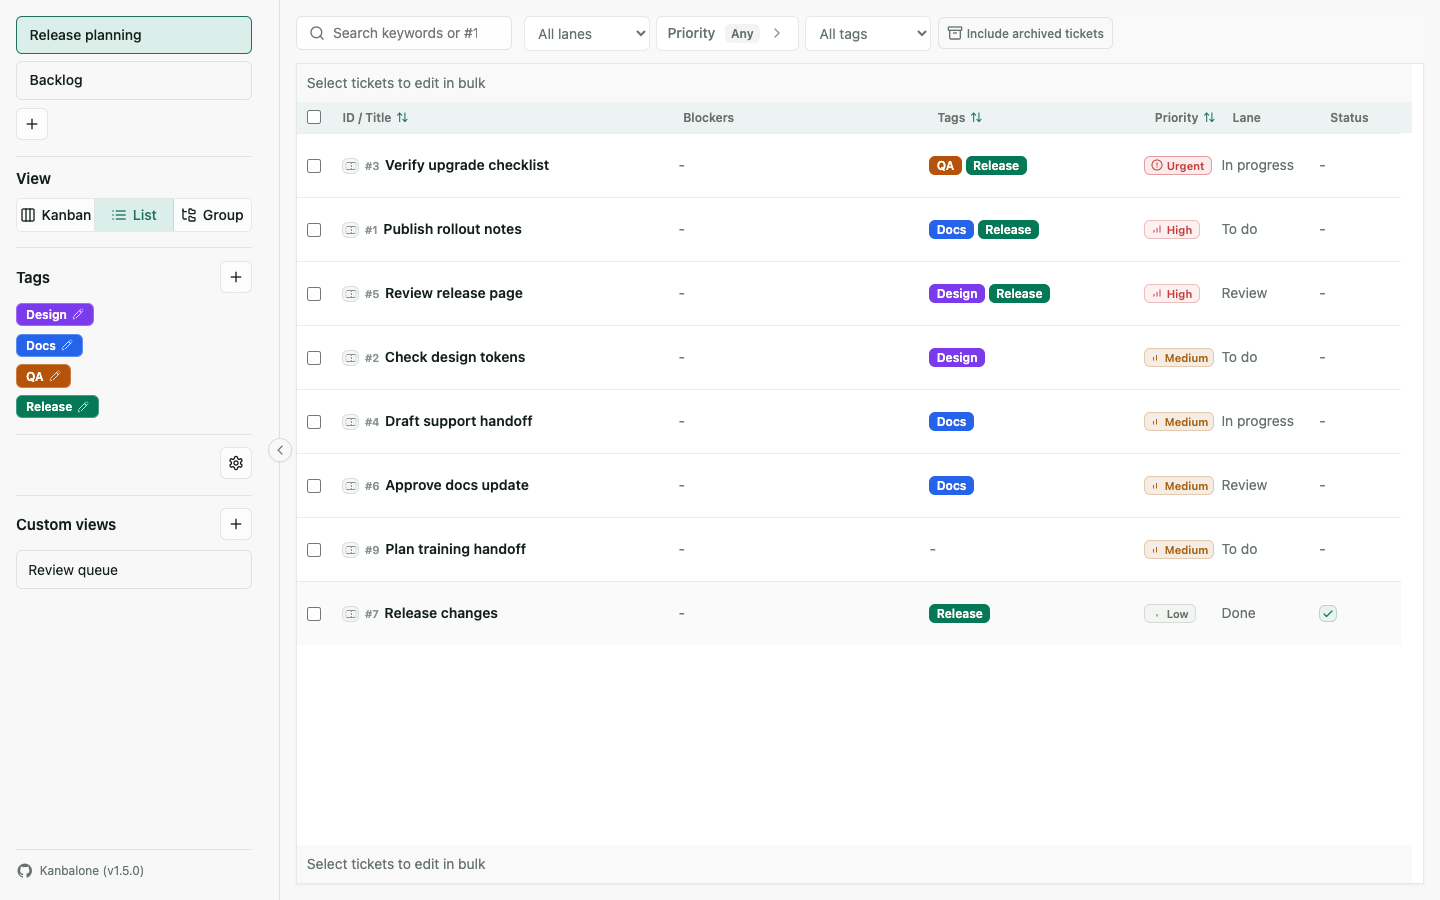 Release planning
Backlog
View
Kanban List Group
Tags
Design
Docs
QA
Release
Custom views
Review queue
Kanbalone (v1.5.0)
Search keywords or #1 All lanes Priority Any All tags Include archived tickets
Select tickets to edit in bulk
ID / Title Blockers Tags Priority Lane Status
#3 Verify upgrade checklist - QA Release Urgent In progress -
#1 Publish rollout notes - Docs Release High To do -
#5 Review release page - Design Release High Review -
#2 Check design tokens - Design Medium To do -
#4 Draft support handoff - Docs Medium In progress -
#6 Approve docs update - Docs Medium Review -
#9 Plan training handoff - - Medium To do -
#7 Release changes - Release Low Done
Select tickets to edit in bulk